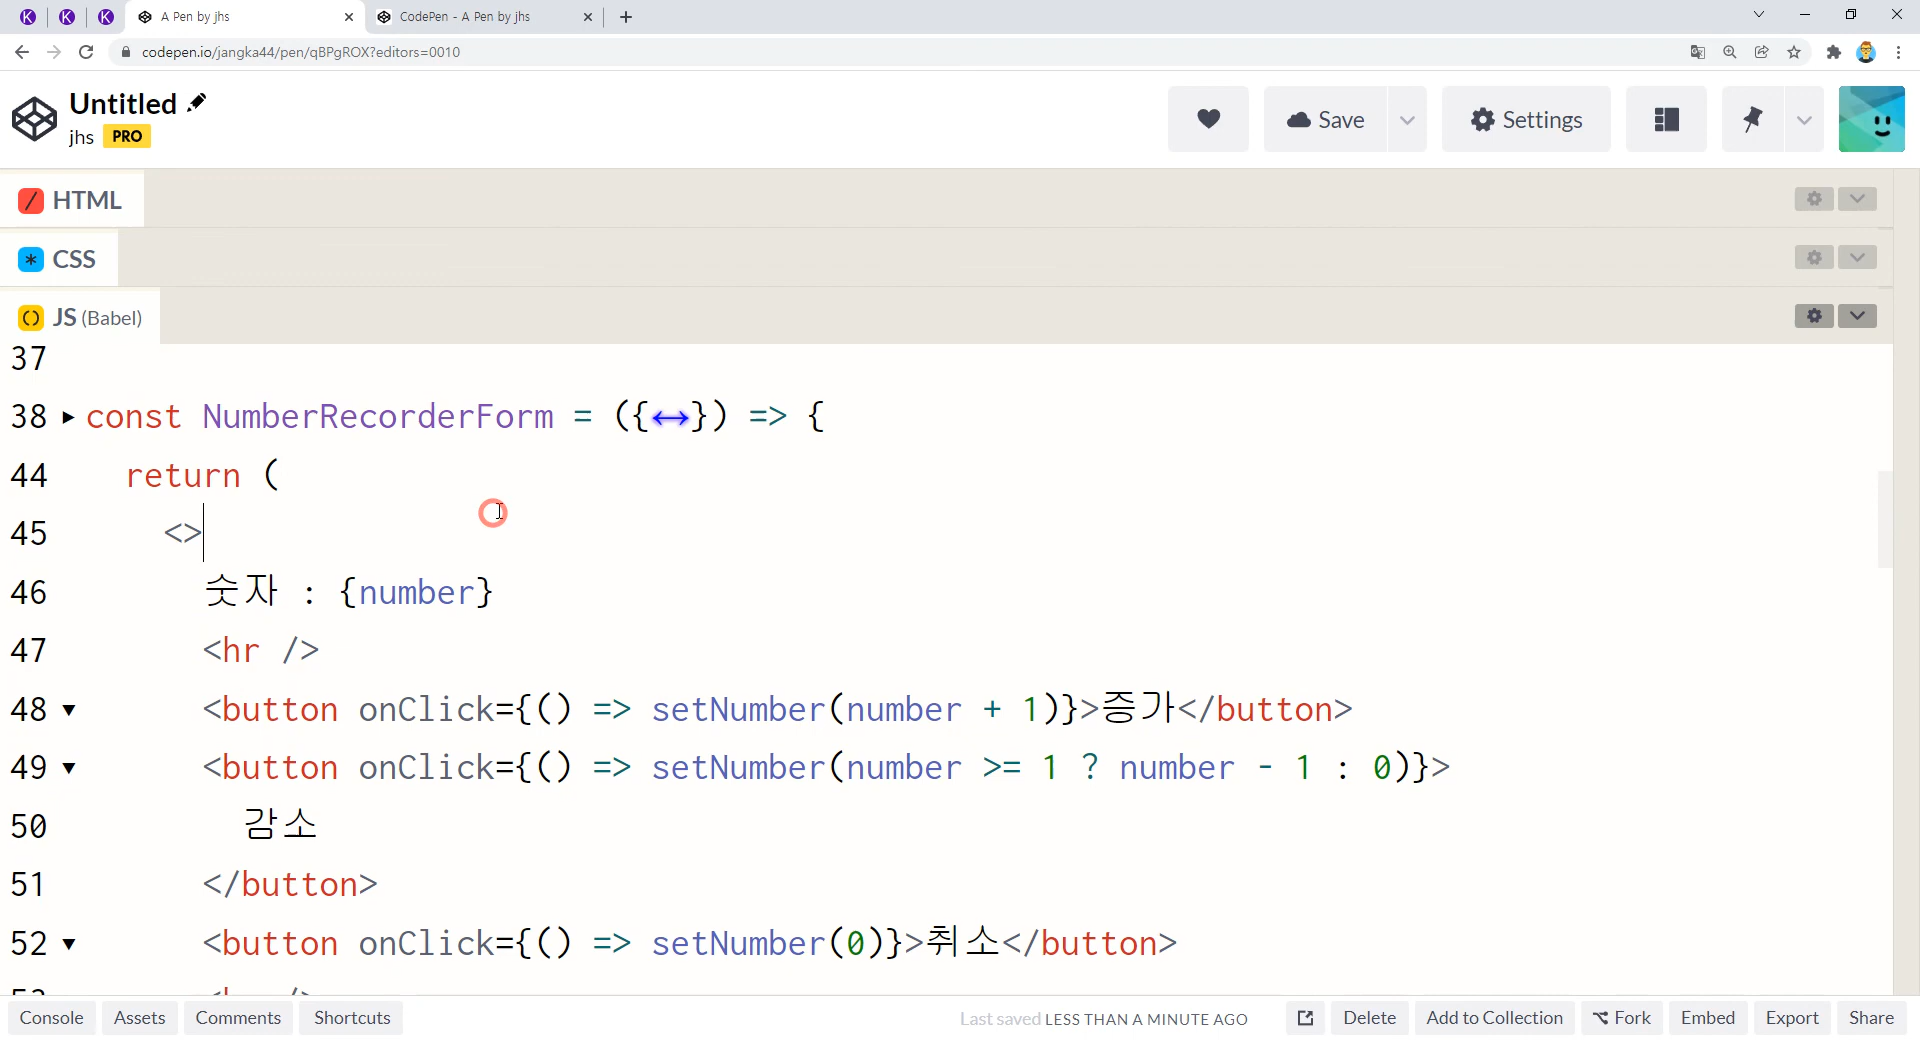 A Pen by jhs
CodePen - A Pen by jhs
codepen.io/jangka44/pen/qBPgROX?editors=0010
Untitled
jhs PRO
Save
Settings
HTML
CSS
JS (Babel)
37
38 const NumberRecorderForm = ({↔}) => {
44 return (
45 <>
46 숫자 : {number}
47 <hr />
48 <button onClick={() => setNumber(number + 1)}>증가</button>
49 <button onClick={() => setNumber(number >= 1 ? number - 1 : 0)}>
50 감소
51 </button>
52 <button onClick={() => setNumber(0)}>취소</button>
Console Assets Comments Shortcuts
Last saved LESS THAN A MINUTE AGO
Delete Add to Collection Fork Embed Export Share